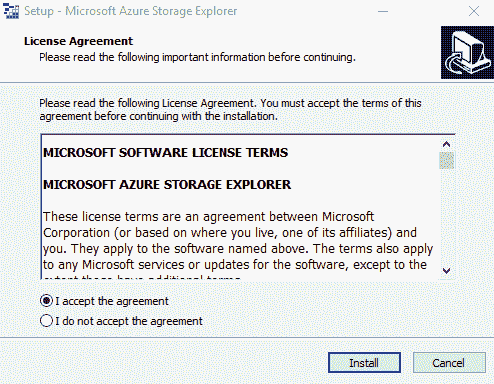 Setup - Microsoft Azure Storage Explorer
License Agreement
Please read the following important information before continuing.
Please read the following License Agreement. You must accept the terms of this
agreement before continuing with the installation.
MICROSOFT SOFTWARE LICENSE TERMS
MICROSOFT AZURE STORAGE EXPLORER
These license terms are an agreement between Microsoft
Corporation (or based on where you live, one of its affiliates) and
you. They apply to the software named above. The terms also apply
to any Microsoft services or updates for the software, except to the
extent those have additional terms.
I accept the agreement
I do not accept the agreement
Install
Cancel